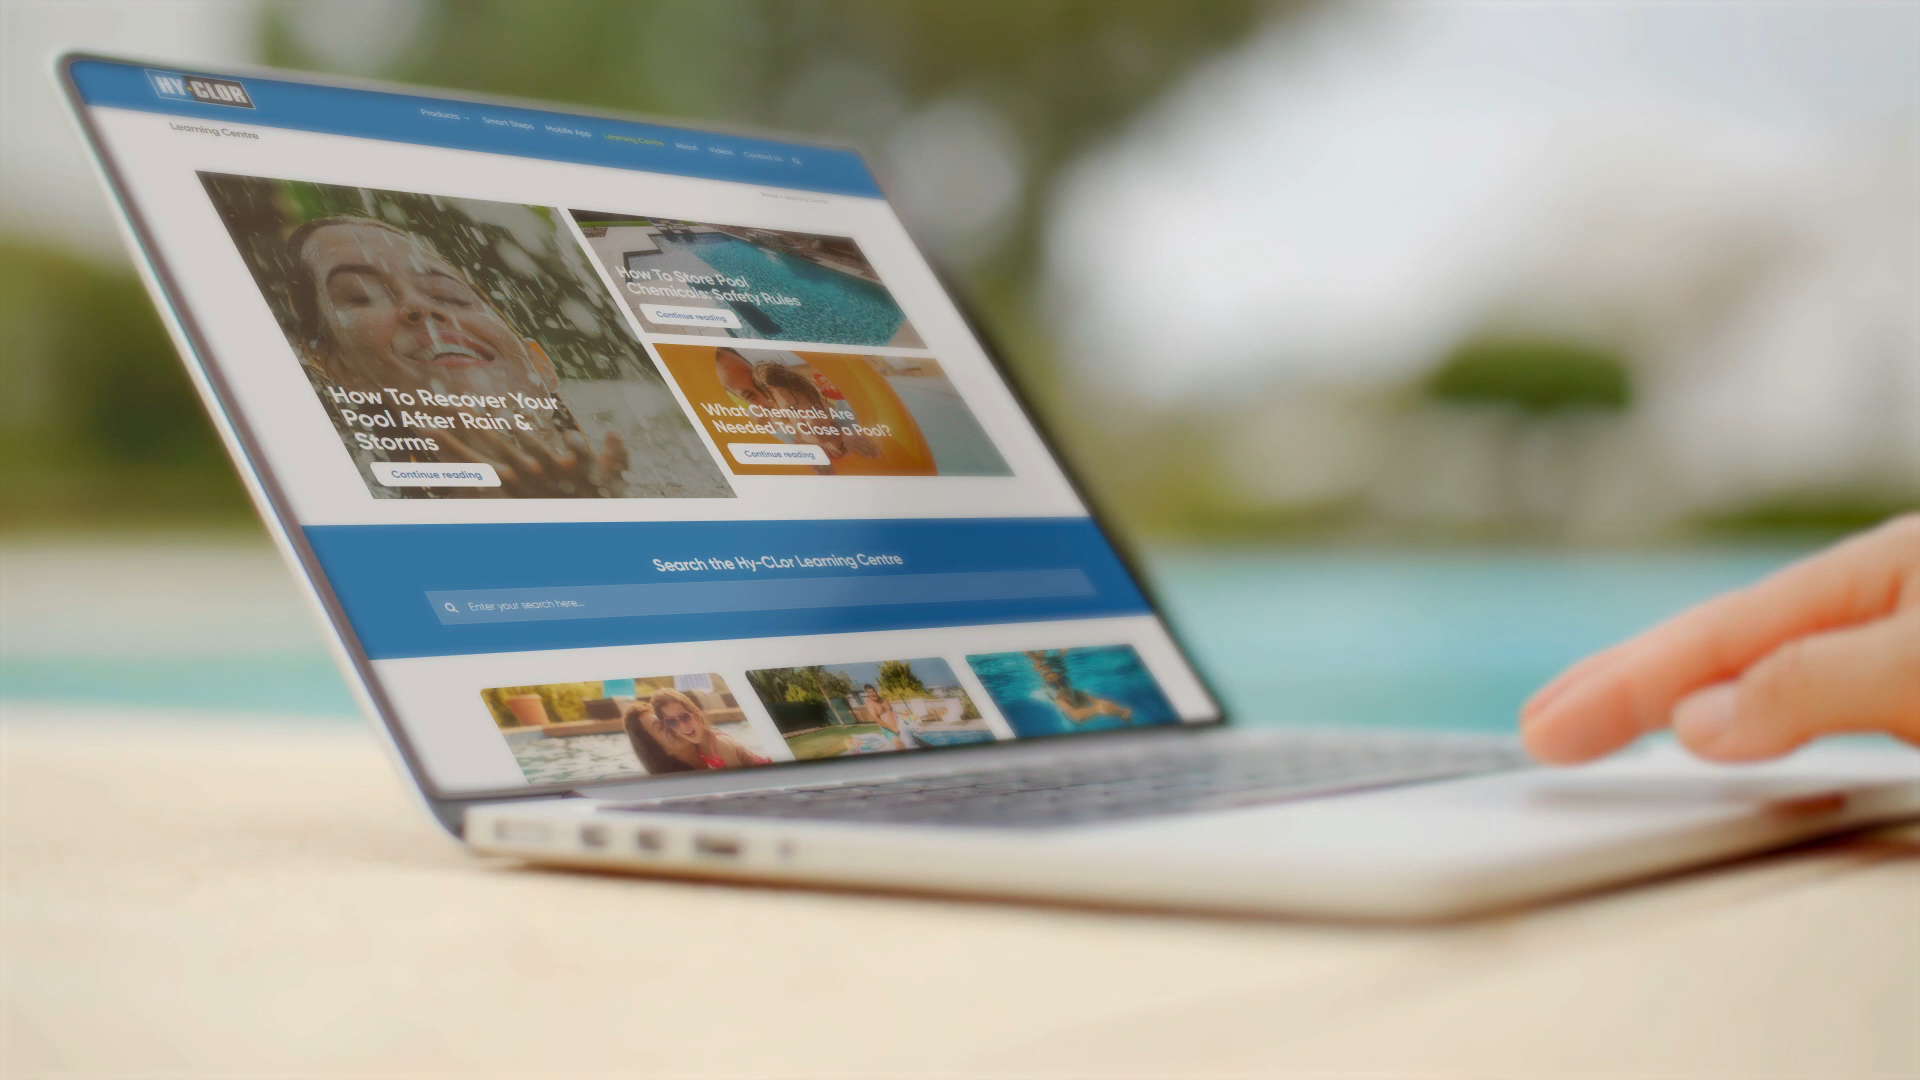 HY-CLOR
Products
Smart Steps
Mobile App
Learning Centre
About
Videos
Contact Us
Learning Centre
How To Recover Your
Pool After Rain &
Storms
Continue reading
How To Store Pool
Chemicals: Safety Rules
Continue reading
What Chemicals Are
Needed To Close a Pool?
Continue reading
Search the Hy-CLor Learning Centre
Enter your search here...